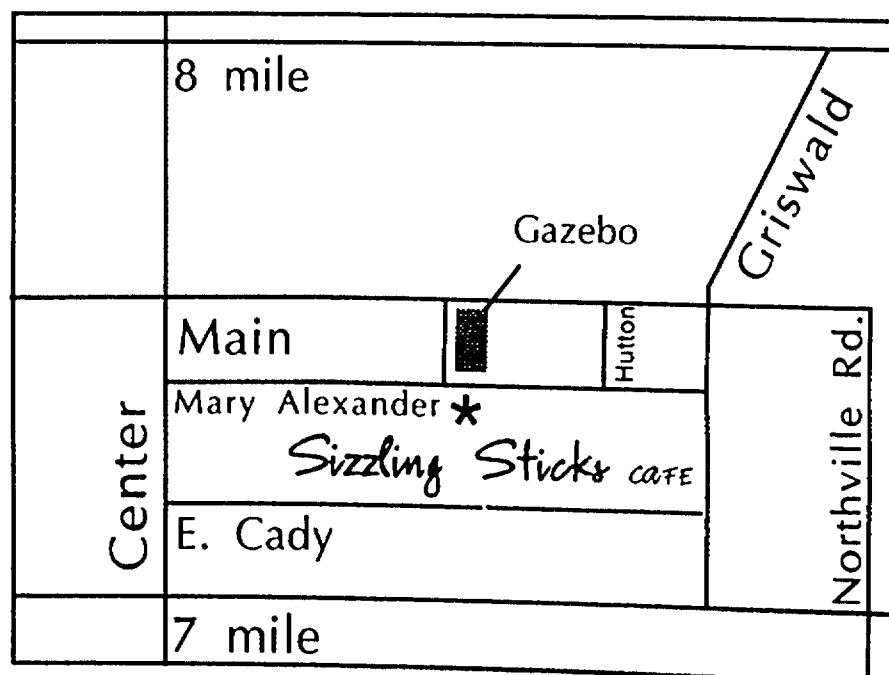 8 mile
Griswald
Gazebo
Main
Hutton
Northville Rd.
Mary Alexander *
Sizzling Sticks CAFE
Center
E. Cady
7 mile